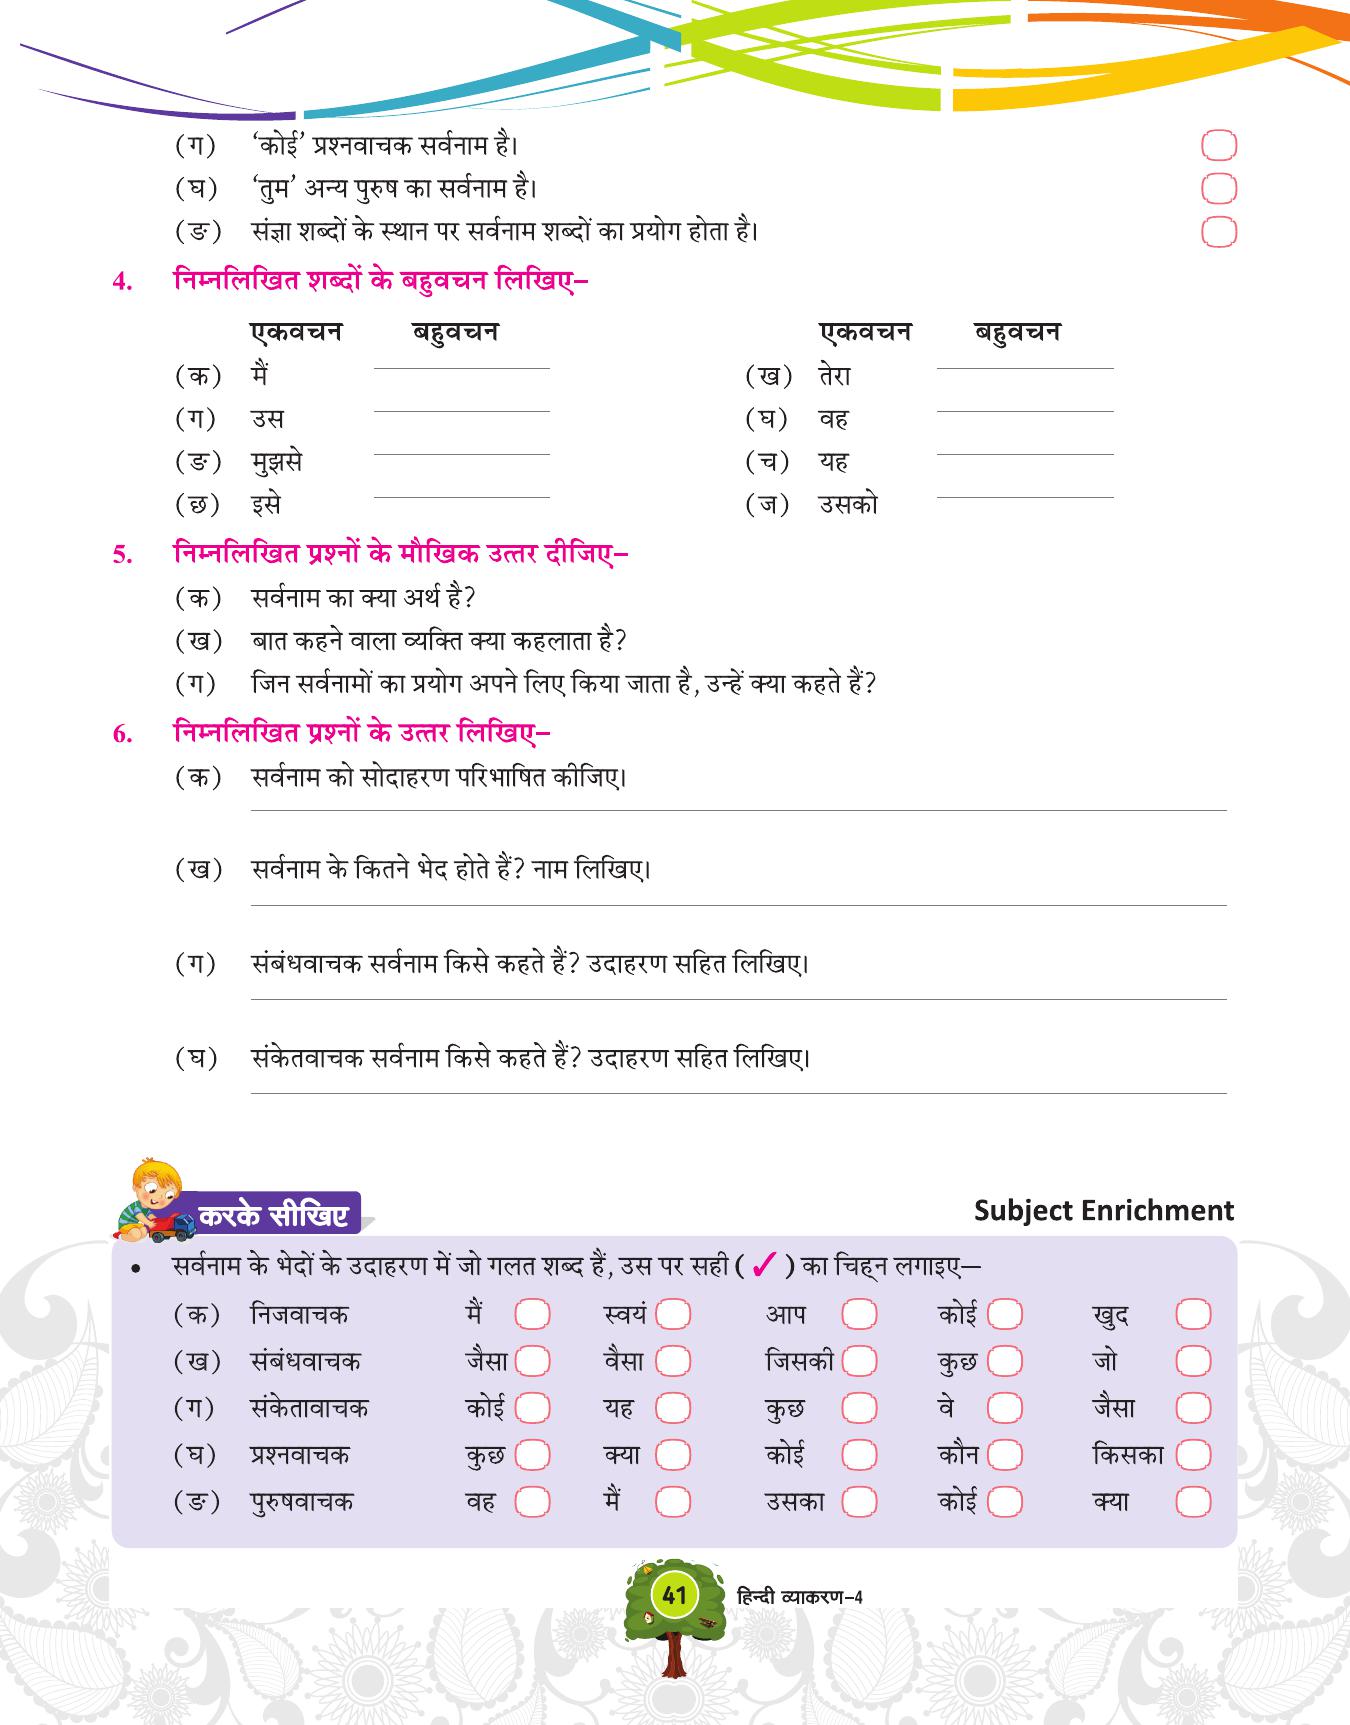 (ग) ‘कोई’ प्रश्नवाचक सर्वनाम है।
(घ) ‘तुम’ अन्य पुरुष का सर्वनाम है।
(ङ) संज्ञा शब्दों के स्थान पर सर्वनाम शब्दों का प्रयोग होता है।
4. निम्नलिखित शब्दों के बहुवचन लिखिए–
एकवचन बहुवचन एकवचन बहुवचन
(क) मैं (ख) तेरा
(ग) उस (घ) वह
(ङ) मुझसे (च) यह
(छ) इसे (ज) उसको
5. निम्नलिखित प्रश्नों के मौखिक उत्तर दीजिए–
(क) सर्वनाम का क्या अर्थ है?
(ख) बात कहने वाला व्यक्ति क्या कहलाता है?
(ग) जिन सर्वनामों का प्रयोग अपने लिए किया जाता है, उन्हें क्या कहते हैं?
6. निम्नलिखित प्रश्नों के उत्तर लिखिए–
(क) सर्वनाम को सोदाहरण परिभाषित कीजिए।
(ख) सर्वनाम के कितने भेद होते हैं? नाम लिखिए।
(ग) संबंधवाचक सर्वनाम किसे कहते हैं? उदाहरण सहित लिखिए।
(घ) संकेतवाचक सर्वनाम किसे कहते हैं? उदाहरण सहित लिखिए।
करके सीखिए Subject Enrichment
• सर्वनाम के भेदों के उदाहरण में जो गलत शब्द हैं, उस पर सही (✓) का चिह्न लगाइए—
(क) निजवाचक मैं स्वयं आप कोई खुद
(ख) संबंधवाचक जैसा वैसा जिसकी कुछ जो
(ग) संकेतावाचक कोई यह कुछ वे जैसा
(घ) प्रश्नवाचक कुछ क्या कोई कौन किसका
(ङ) पुरुषवाचक वह मैं उसका कोई क्या
41 हिन्दी व्याकरण–4